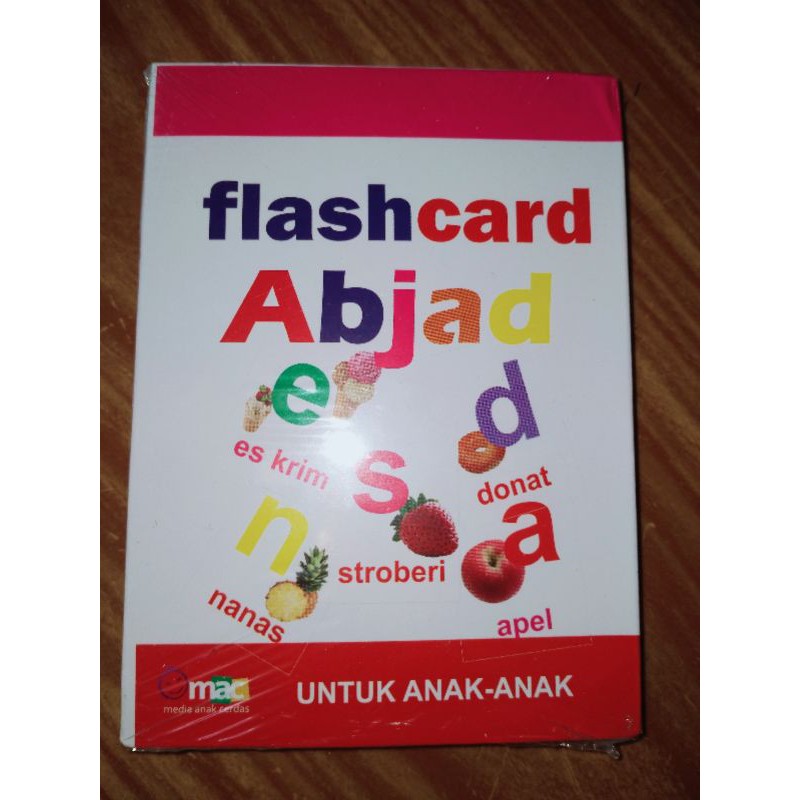 flashcard
Abjad
e
d
es krim
s
donat
n
a
stroberi
nanas
apel
mac
media anak cerdas
UNTUK ANAK-ANAK